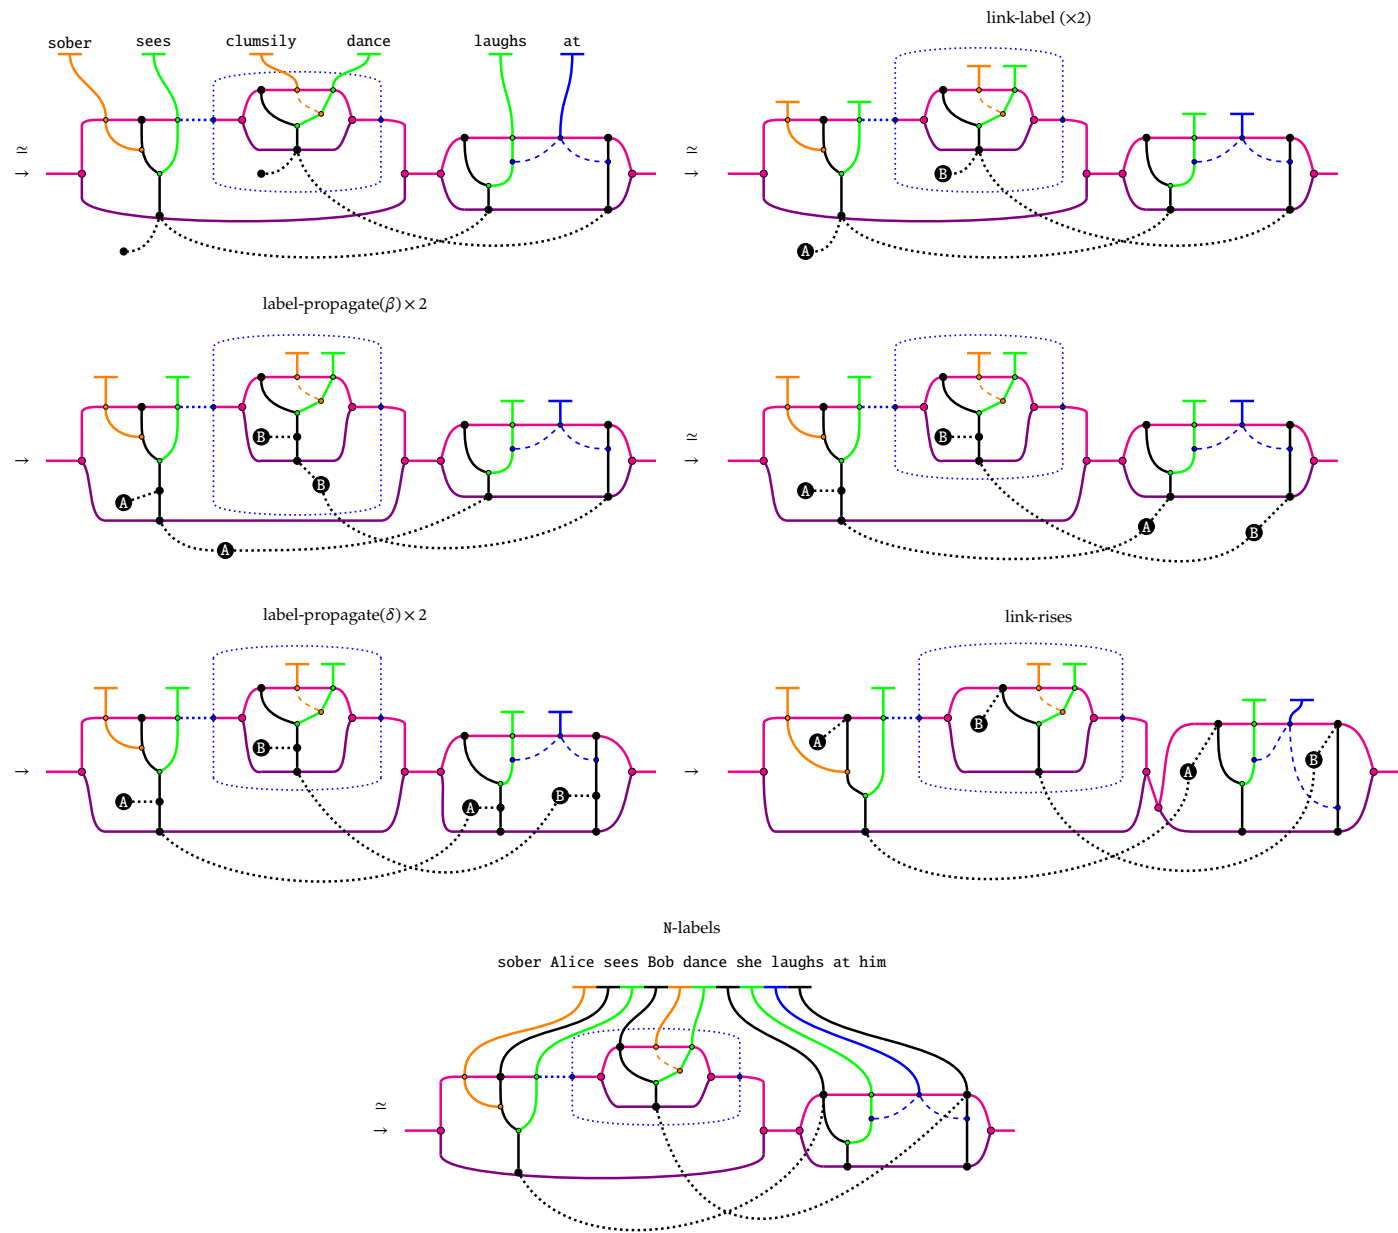 link-label (×2)
sober sees clumsily dance laughs at
≃
→
B
A
≃
→
label-propagate(β)×2
B
A
B
A
→
B
A
A
B
≃
→
label-propagate(δ)×2
link-rises
B
A
A
B
→
B
A
A
B
→
N-labels
sober Alice sees Bob dance she laughs at him
≃
→